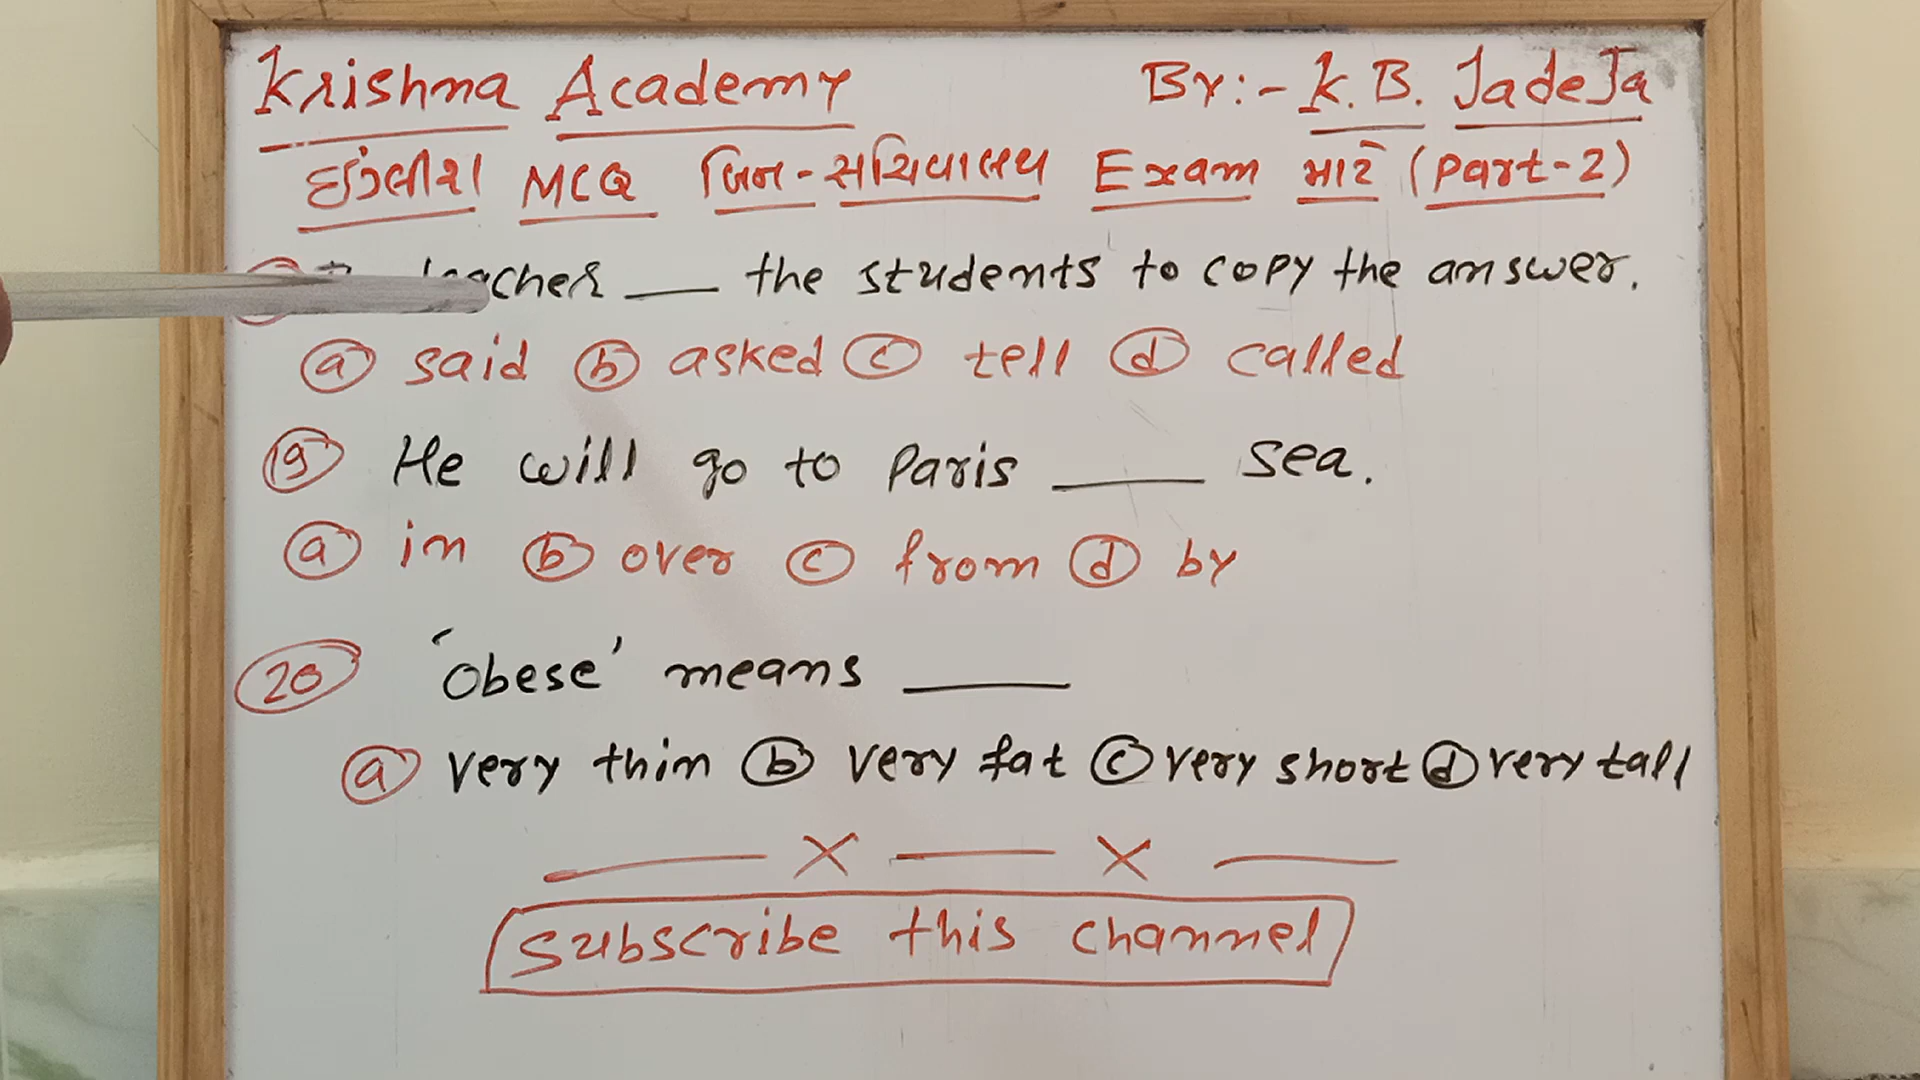 Krishna Academy By:- K.B. JadeJa
ઇંગ્લીશ MCQ બિન-સચિવાલય Exam માટે (Part-2)
teacher ___ the students to copy the answer.
(a) said (b) asked (c) tell (d) called
(19) He will go to Paris ___ sea.
(a) in (b) over (c) from (d) by
(20) 'obese' means ___
(a) very thin (b) very fat (c) very short (d) very tall
— X — X —
Subscribe this channel